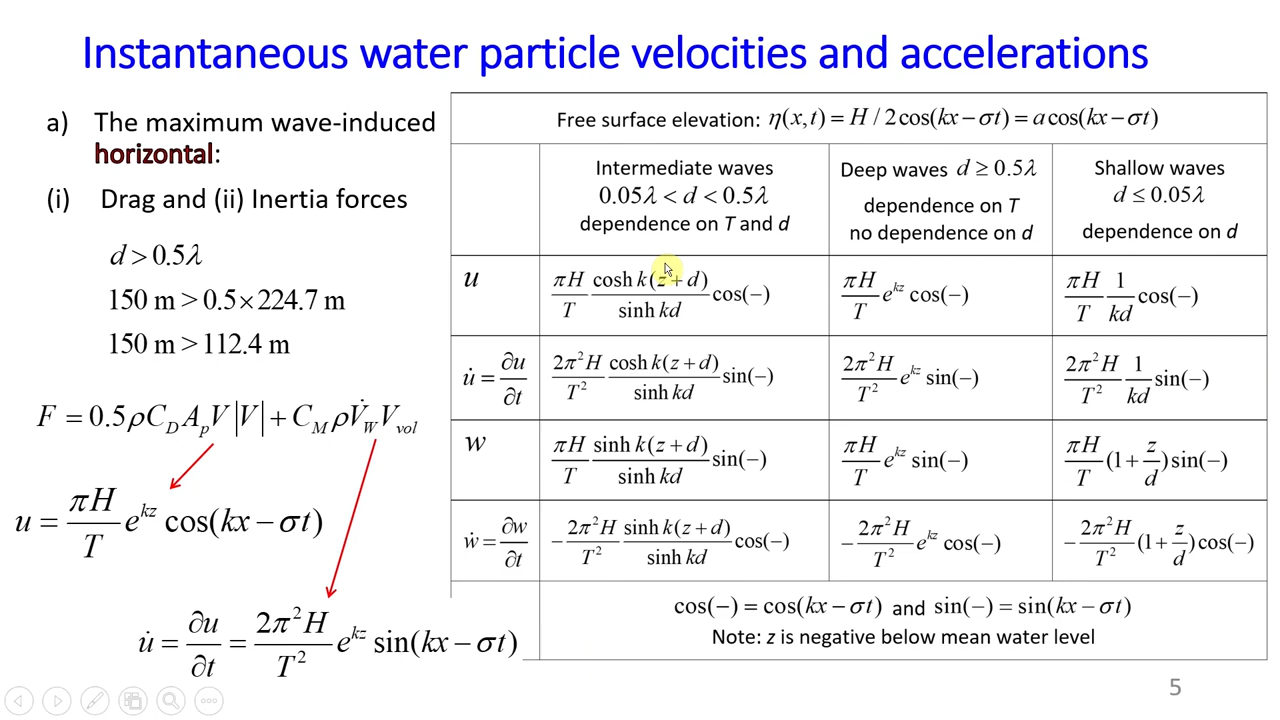 Instantaneous water particle velocities and accelerations
a) The maximum wave-induced
horizontal:
(i) Drag and (ii) Inertia forces
d > 0.5λ
150 m > 0.5×224.7 m
150 m > 112.4 m
F = 0.5ρC_D A_p V|V| + C_M ρV̇_W V_vol
u = πH/T e^{kz} cos(kx − σt)
u̇ = ∂u/∂t = 2π²H/T² e^{kz} sin(kx − σt)
Free surface elevation: η(x,t) = H / 2cos(kx − σt) = a cos(kx − σt)
Intermediate waves
0.05λ < d < 0.5λ
dependence on T and d
Deep waves d ≥ 0.5λ
dependence on T
no dependence on d
Shallow waves
d ≤ 0.05λ
dependence on d
u
πH/T cosh k(z+d)/sinh kd cos(−)
πH/T e^{kz} cos(−)
πH/T 1/kd cos(−)
u̇ = ∂u/∂t
2π²H/T² cosh k(z+d)/sinh kd sin(−)
2π²H/T² e^{kz} sin(−)
2π²H/T² 1/kd sin(−)
w
πH/T sinh k(z+d)/sinh kd sin(−)
πH/T e^{kz} sin(−)
πH/T (1+z/d)sin(−)
ẇ = ∂w/∂t
−2π²H/T² sinh k(z+d)/sinh kd cos(−)
−2π²H/T² e^{kz} cos(−)
−2π²H/T² (1+z/d)cos(−)
cos(−) = cos(kx − σt) and sin(−) = sin(kx − σt)
Note: z is negative below mean water level
5